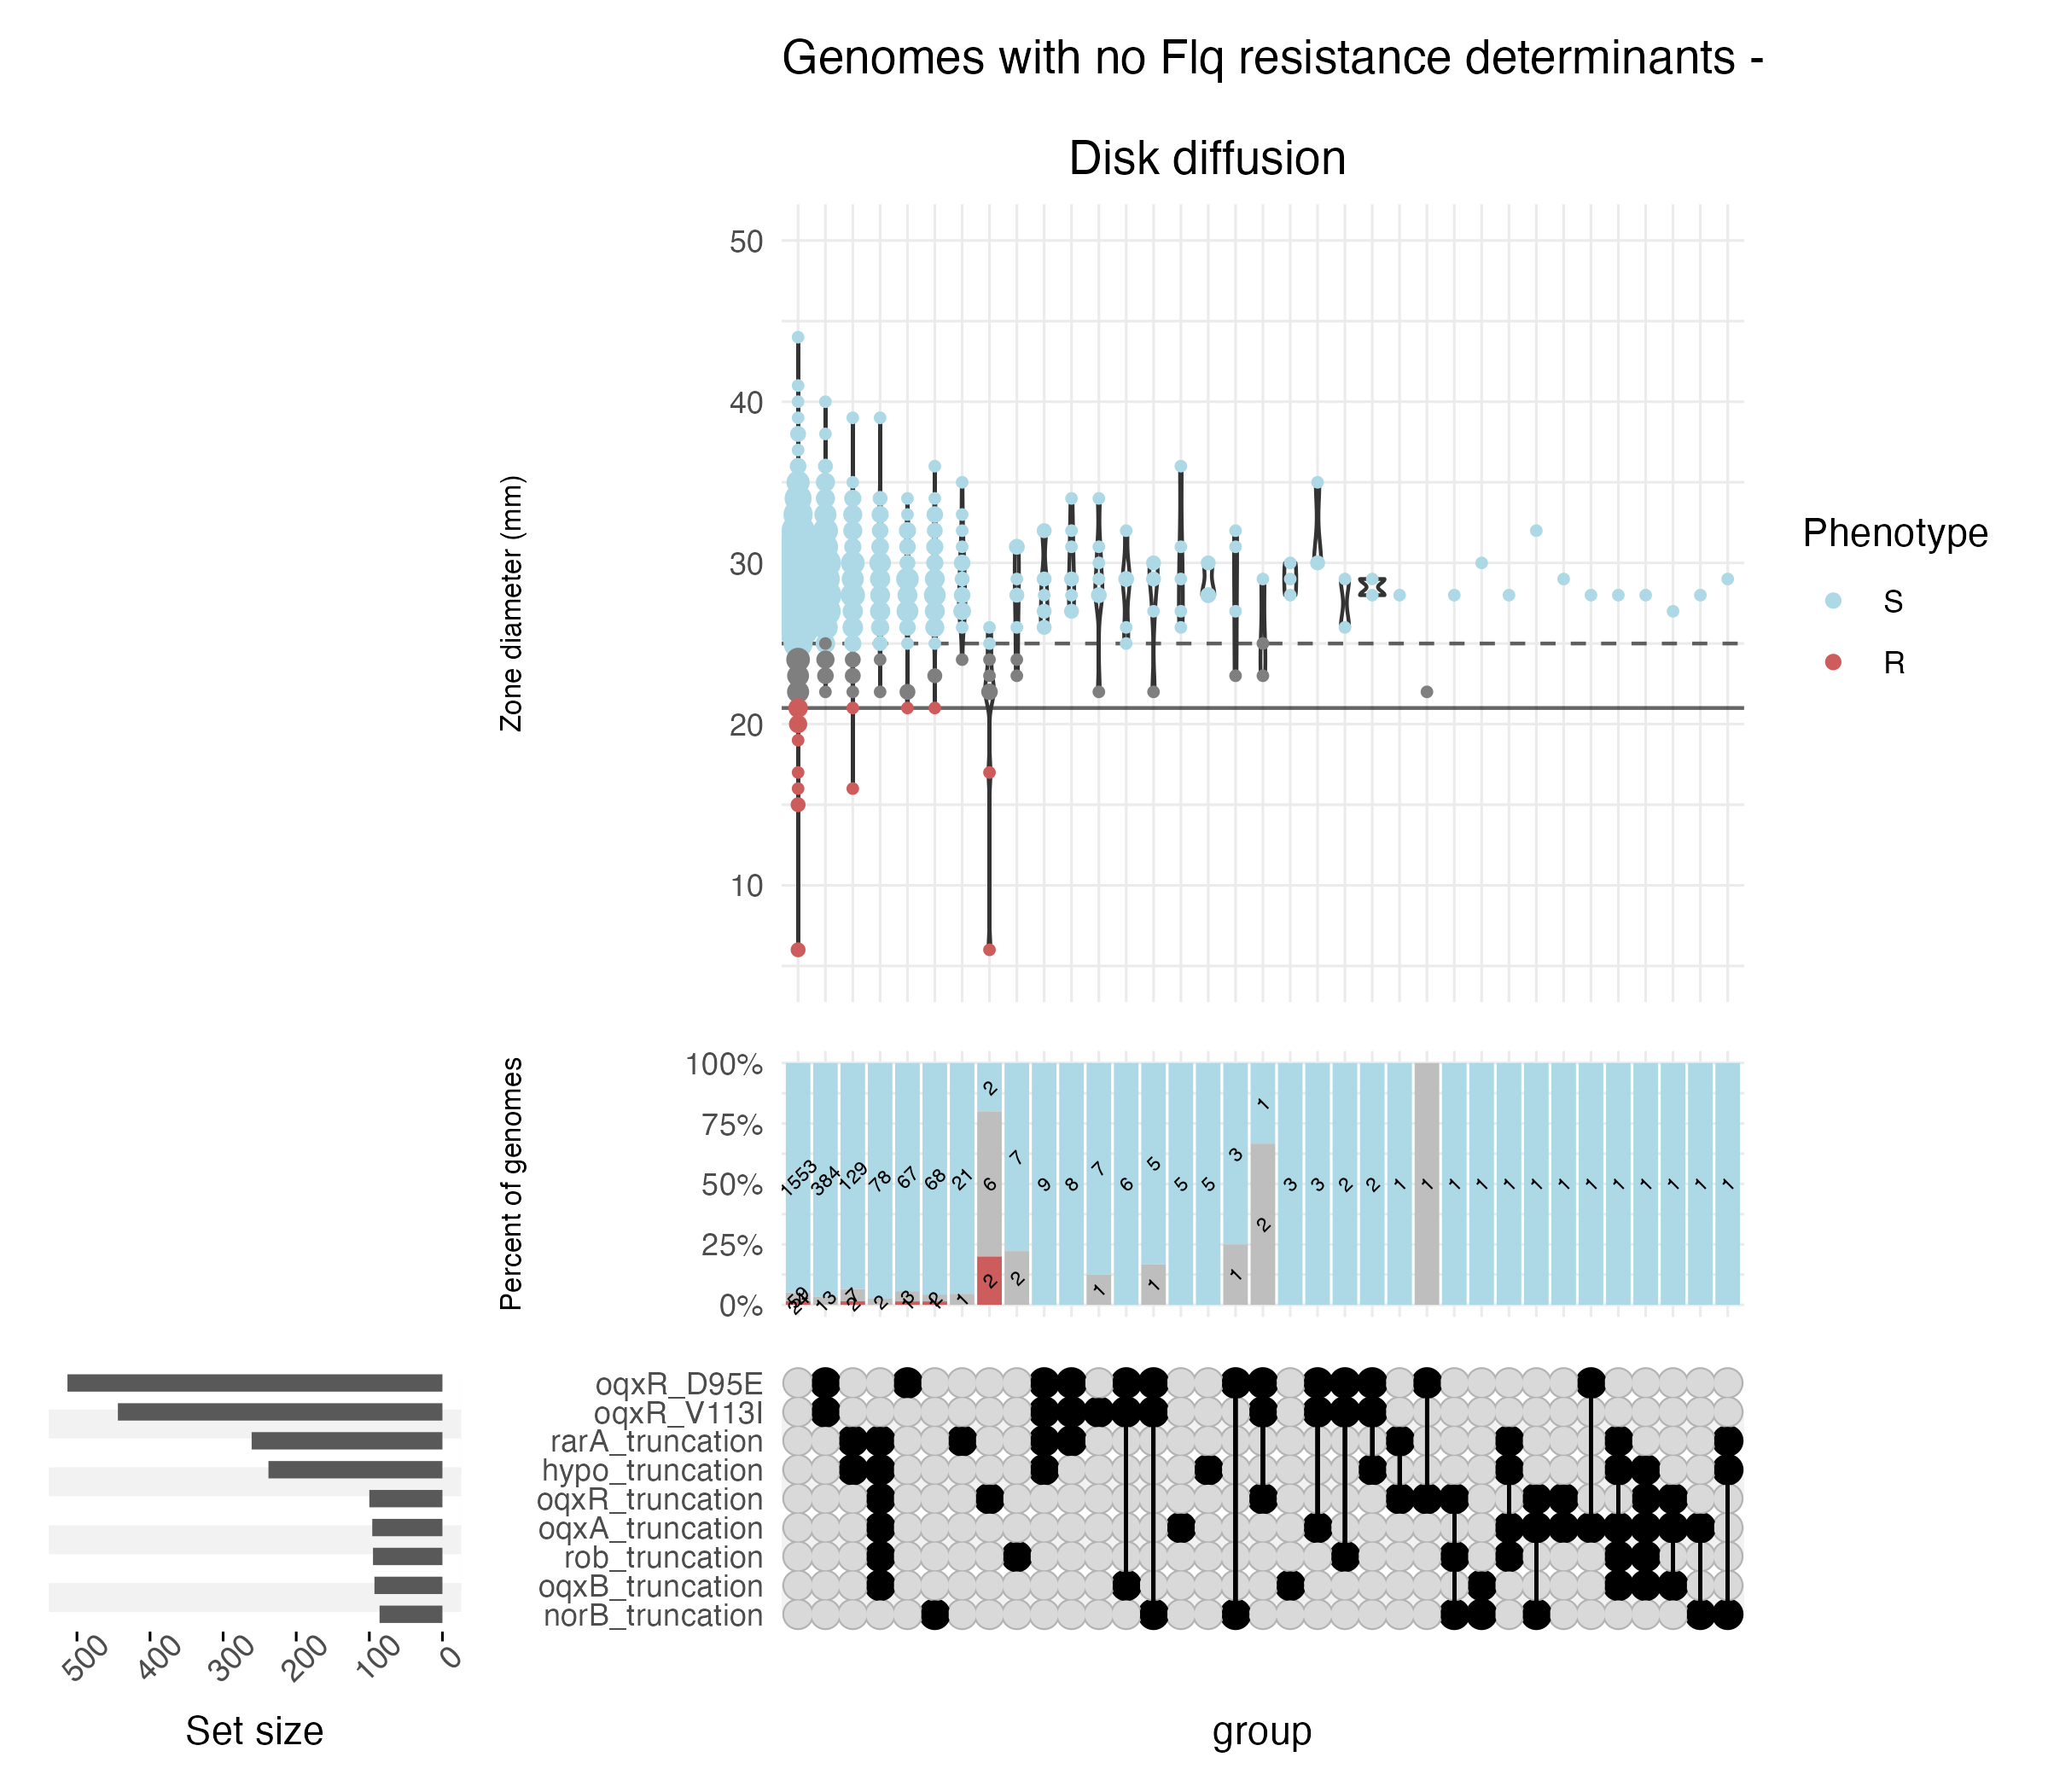 Genomes with no Flq resistance determinants -
Disk diffusion
Zone diameter (mm)
50
40
30
20
10
Phenotype
S
R
Percent of genomes
100%
75%
50%
25%
0%
2
1
1553 384 129 78 67 68 21 6 7 9 8 7 6 5 5 5 3 2 3 3 2 2 1 1 1 1 1 1 1 1 1 1 1 1 1
13 2 1 2 2 1 1 1
oqxR_D95E
oqxR_V113I
rarA_truncation
hypo_truncation
oqxR_truncation
oqxA_truncation
rob_truncation
oqxB_truncation
norB_truncation
500 400 300 200 100 0
Set size
group